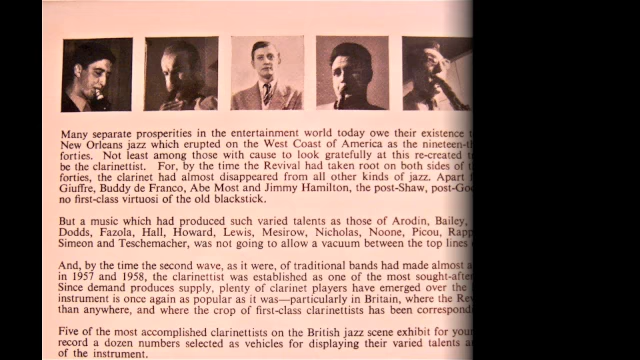 Many separate prosperities in the entertainment world today owe their existence
New Orleans jazz which erupted on the West Coast of America as the
forties. Not least among those with cause to look gratefully at this re-created
be the clarinettist. For, by the time the Revival had taken root on both sides of
forties, the clarinet had almost disappeared from all other kinds of jazz. Apart
Giuffre, Buddy de Franco, Abe Most and Jimmy Hamilton, the post-Shaw,
no first-class virtuosi of the old blackstick.
But a music which had produced such varied talents as those of Arodin, Bailey,
Dodds, Fazola, Hall, Howard, Lewis, Mesirow, Nicholas, Noone, Picou,
Simeon and Teschemacher, was not going to allow a vacuum between the top lines
And, by the time the second wave, as it were, of traditional bands had made almost
in 1957 and 1958, the clarinettist was established as one of the most
Since demand produces supply, plenty of clarinet players have emerged over the
instrument is once again as popular as it was—particularly in Britain, where the
than anywhere, and where the crop of first-class clarinettists has been
Five of the most accomplished clarinettists on the British jazz scene exhibit for
record a dozen numbers selected as vehicles for displaying their varied talents
of the instrument.